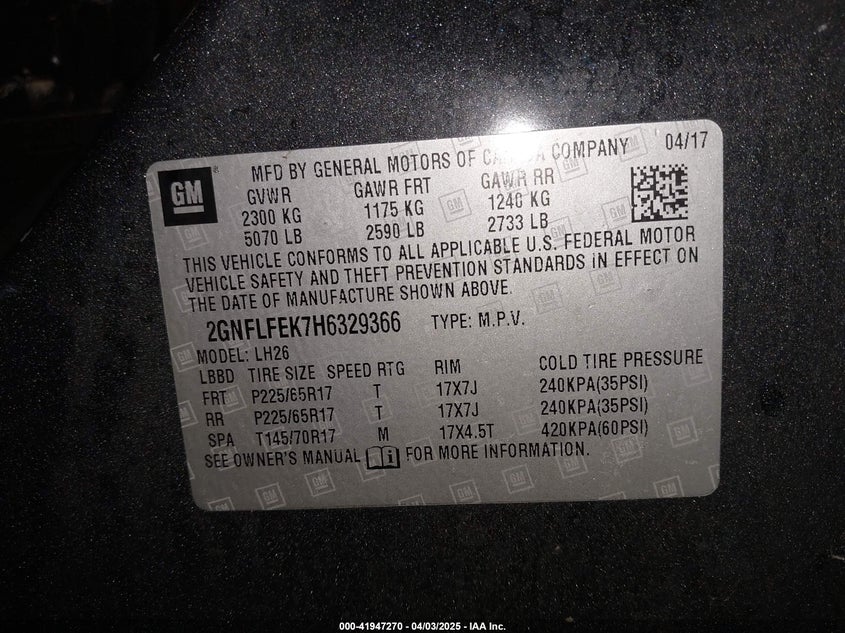 GM
MFD BY GENERAL MOTORS OF CANADA COMPANY 04/17
GVWR GAWR FRT GAWR RR
2300 KG 1175 KG 1240 KG
5070 LB 2590 LB 2733 LB
THIS VEHICLE CONFORMS TO ALL APPLICABLE U.S. FEDERAL MOTOR
VEHICLE SAFETY AND THEFT PREVENTION STANDARDS IN EFFECT ON
THE DATE OF MANUFACTURE SHOWN ABOVE.
2GNFLFEK7H6329366 TYPE: M.P.V.
MODEL: LH26
LBBD TIRE SIZE SPEED RTG RIM COLD TIRE PRESSURE
FRT P225/65R17 T 17X7J 240KPA(35PSI)
RR P225/65R17 T 17X7J 240KPA(35PSI)
SPA T145/70R17 M 17X4.5T 420KPA(60PSI)
SEE OWNER'S MANUAL FOR MORE INFORMATION.
000-41947270 - 04/03/2025 - IAA Inc.